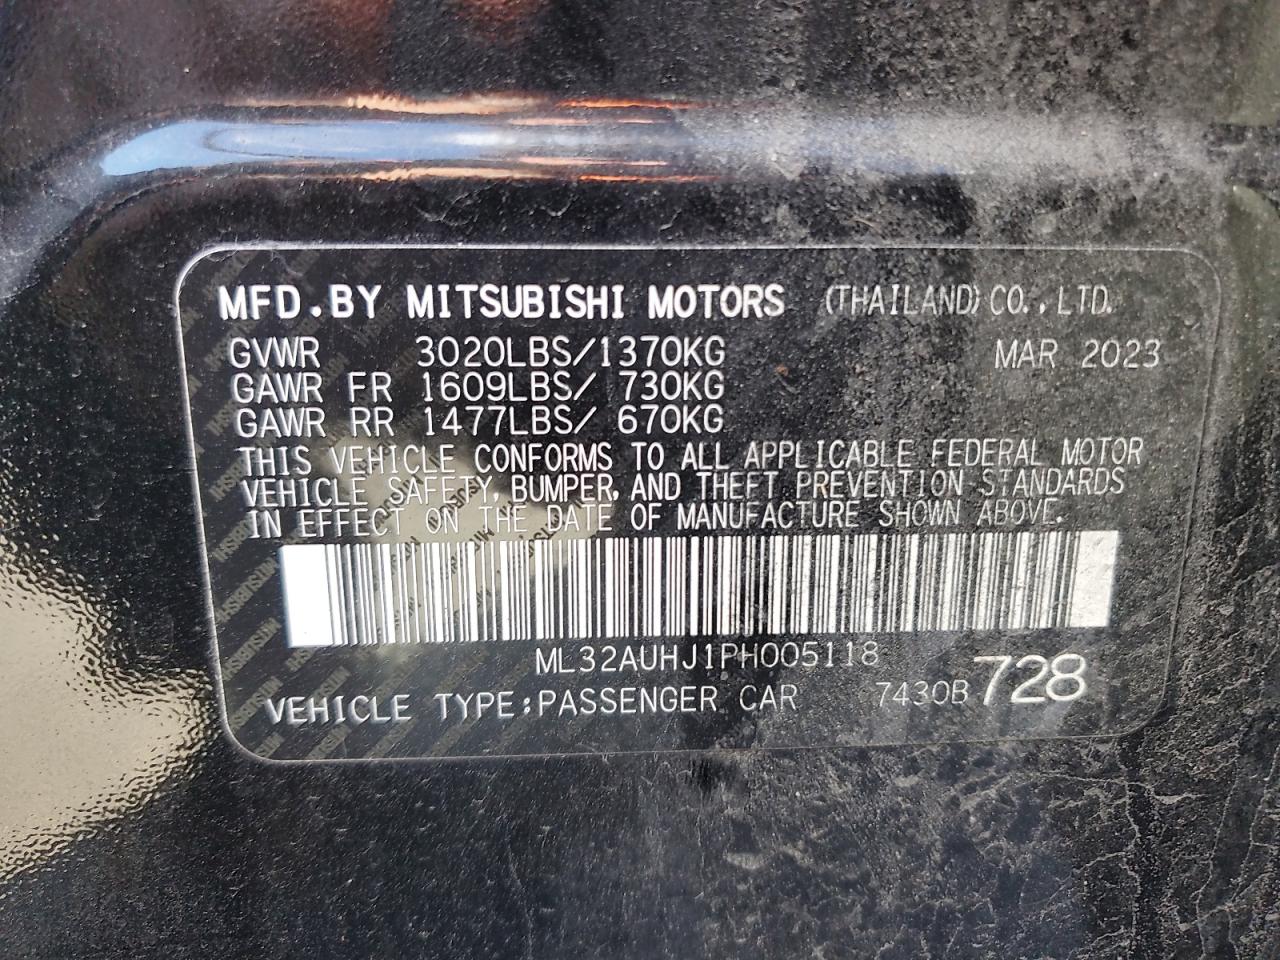 MFD.BY MITSUBISHI MOTORS (THAILAND) CO., LTD.
GVWR 3020LBS/1370KG MAR 2023
GAWR FR 1609LBS/ 730KG
GAWR RR 1477LBS/ 670KG
THIS VEHICLE CONFORMS TO ALL APPLICABLE FEDERAL MOTOR
VEHICLE SAFETY, BUMPER, AND THEFT PREVENTION STANDARDS
IN EFFECT ON THE DATE OF MANUFACTURE SHOWN ABOVE.
ML32AUHJ1PH005118
VEHICLE TYPE:PASSENGER CAR 7430B 728